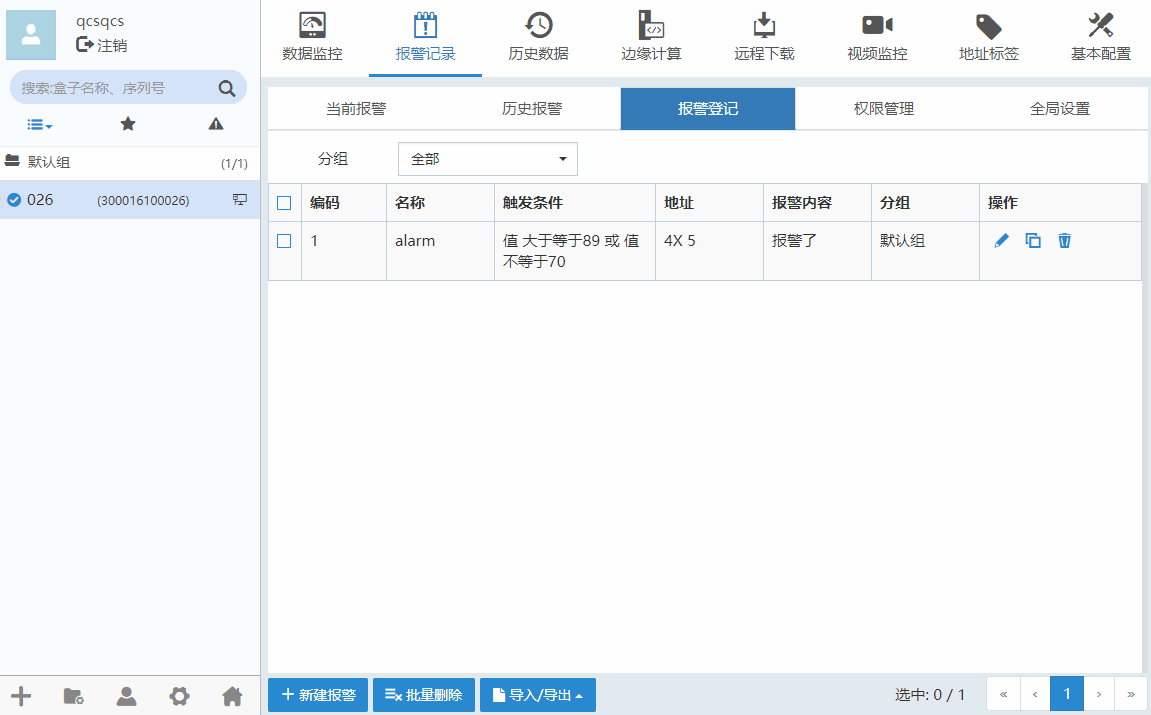 qcsqcs
注销
搜索:盒子名称、序列号
默认组 (1/1)
026 (300016100026)
数据监控 报警记录 历史数据 边缘计算 远程下载 视频监控 地址标签 基本配置
当前报警 历史报警 报警登记 权限管理 全局设置
分组 全部
编码 名称 触发条件 地址 报警内容 分组 操作
1 alarm 值 大于等于89 或 值 4X 5 报警了 默认组
不等于70
新建报警 批量删除 导入/导出 选中: 0 / 1 « ‹ 1 › »